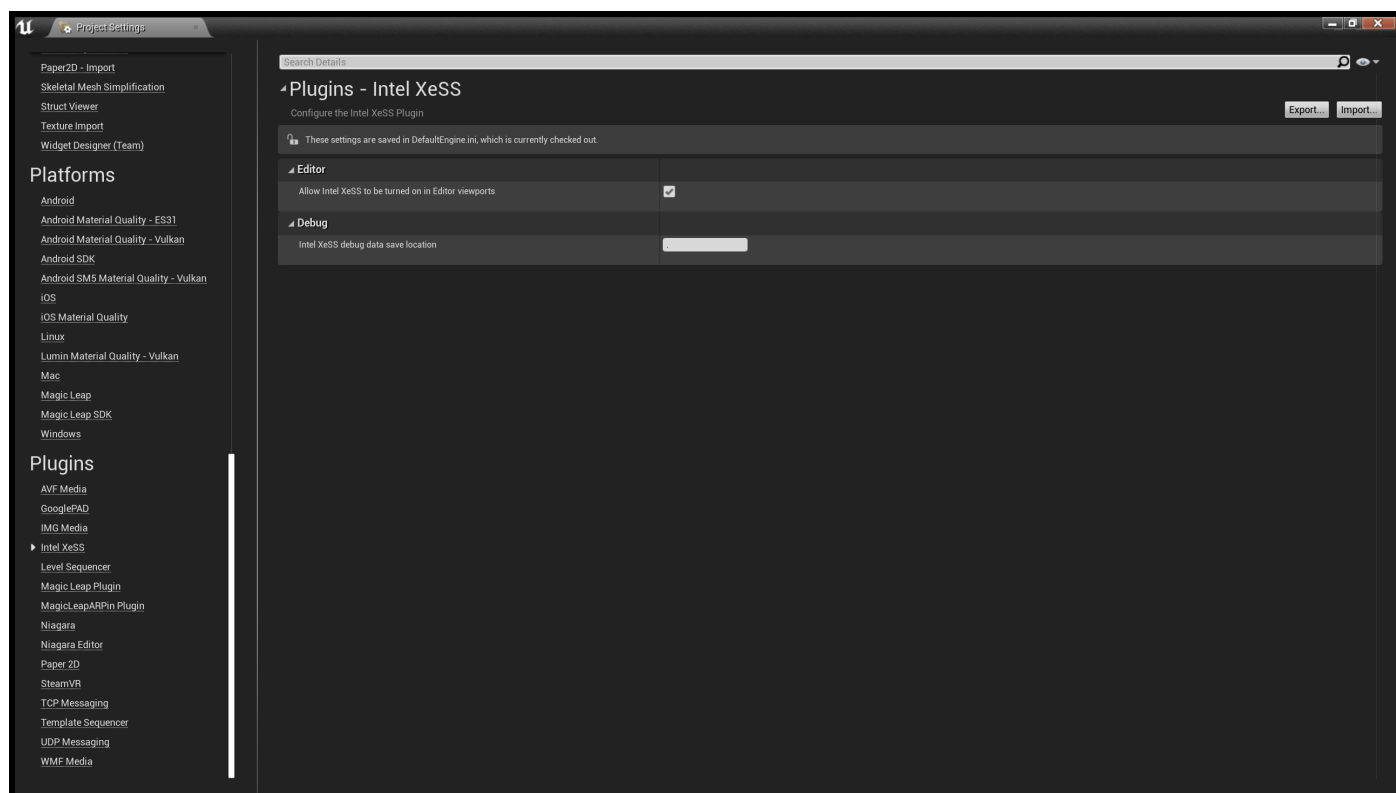 Project Settings
Paper2D - Import
Skeletal Mesh Simplification
Struct Viewer
Texture Import
Widget Designer (Team)
Platforms
Android
Android Material Quality - ES31
Android Material Quality - Vulkan
Android SDK
Android SM5 Material Quality - Vulkan
iOS
iOS Material Quality
Linux
Lumin Material Quality - Vulkan
Mac
Magic Leap
Magic Leap SDK
Windows
Plugins
AVF Media
GooglePAD
IMG Media
Intel XeSS
Level Sequencer
Magic Leap Plugin
MagicLeapARPin Plugin
Niagara
Niagara Editor
Paper 2D
SteamVR
TCP Messaging
Template Sequencer
UDP Messaging
WMF Media
Search Details
Plugins - Intel XeSS
Configure the Intel XeSS Plugin
Export... Import...
These settings are saved in DefaultEngine.ini, which is currently checked out.
Editor
Allow Intel XeSS to be turned on in Editor viewports
Debug
Intel XeSS debug data save location
.